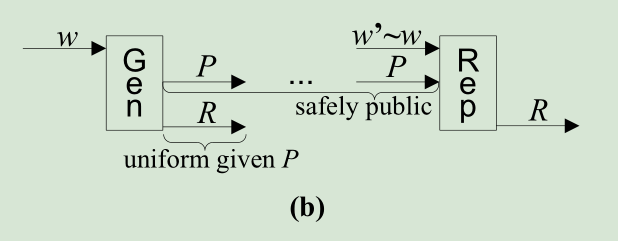 w
Gen
P
R
uniform given P
...
w'~w
P
safely public
Rep
R
(b)